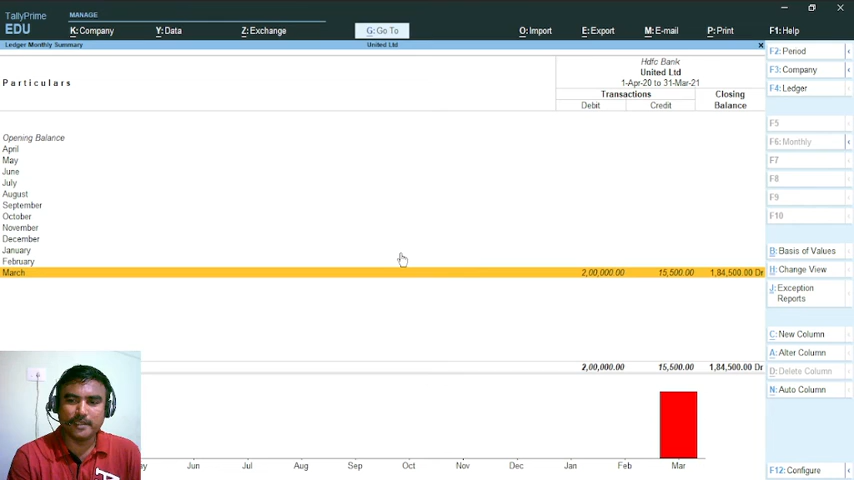 TallyPrime
EDU
MANAGE
K: Company
Y: Data
Z: Exchange
G: Go To
O: Import
E: Export
M: E-mail
P: Print
F1: Help
Ledger Monthly Summary
United Ltd
Particulars
Hdfc Bank
United Ltd
1-Apr-20 to 31-Mar-21
Transactions
Closing
Debit
Credit
Balance
Opening Balance
April
May
June
July
August
September
October
November
December
January
February
March 2,00,000.00 15,500.00 1,84,500.00 Dr
2,00,000.00 15,500.00 1,84,500.00 Dr
Jun Jul Aug Sep Oct Nov Dec Jan Feb Mar
F2: Period
F3: Company
F4: Ledger
F5
F6: Monthly
F7
F8
F9
F10
B: Basis of Values
H: Change View
J: Exception
Reports
C: New Column
A: Alter Column
D: Delete Column
N: Auto Column
F12: Configure